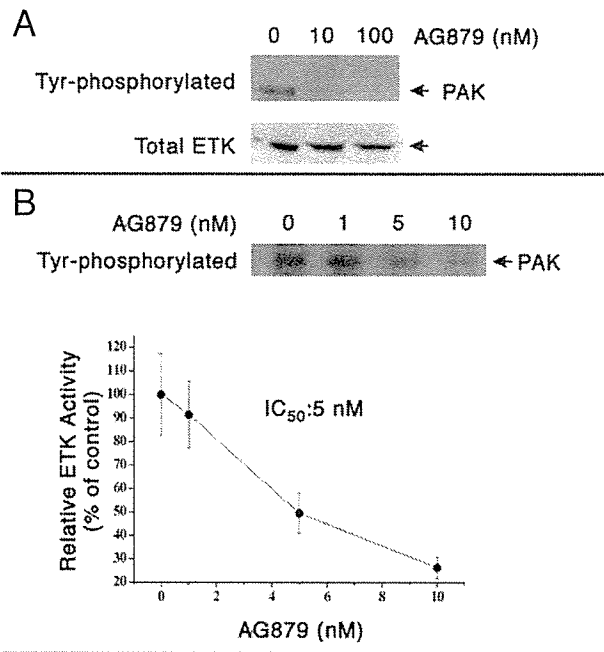 A
0 10 100 AG879 (nM)
Tyr-phosphorylated PAK
Total ETK
B
AG879 (nM) 0 1 5 10
Tyr-phosphorylated PAK
120
110
100
90
80
70
60
50
40
30
20
IC50:5 nM
Relative ETK Activity
(% of control)
0 2 4 6 8 10
AG879 (nM)